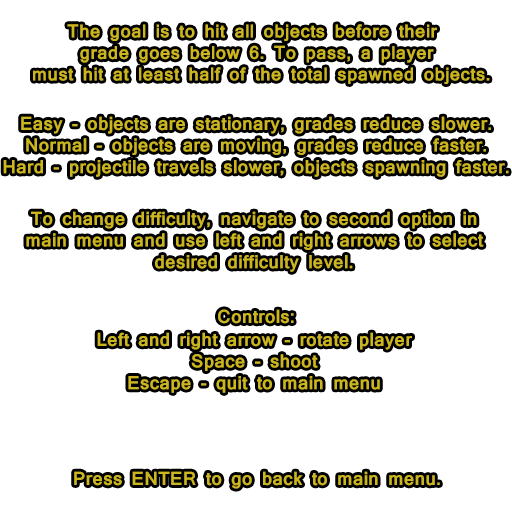 The goal is to hit all objects before their
grade goes below 6. To pass, a player
must hit at least half of the total spawned objects.
Easy - objects are stationary, grades reduce slower.
Normal - objects are moving, grades reduce faster.
Hard - projectile travels slower, objects spawning faster.
To change difficulty, navigate to second option in
main menu and use left and right arrows to select
desired difficulty level.
Controls:
Left and right arrow - rotate player
Space - shoot
Escape - quit to main menu
Press ENTER to go back to main menu.